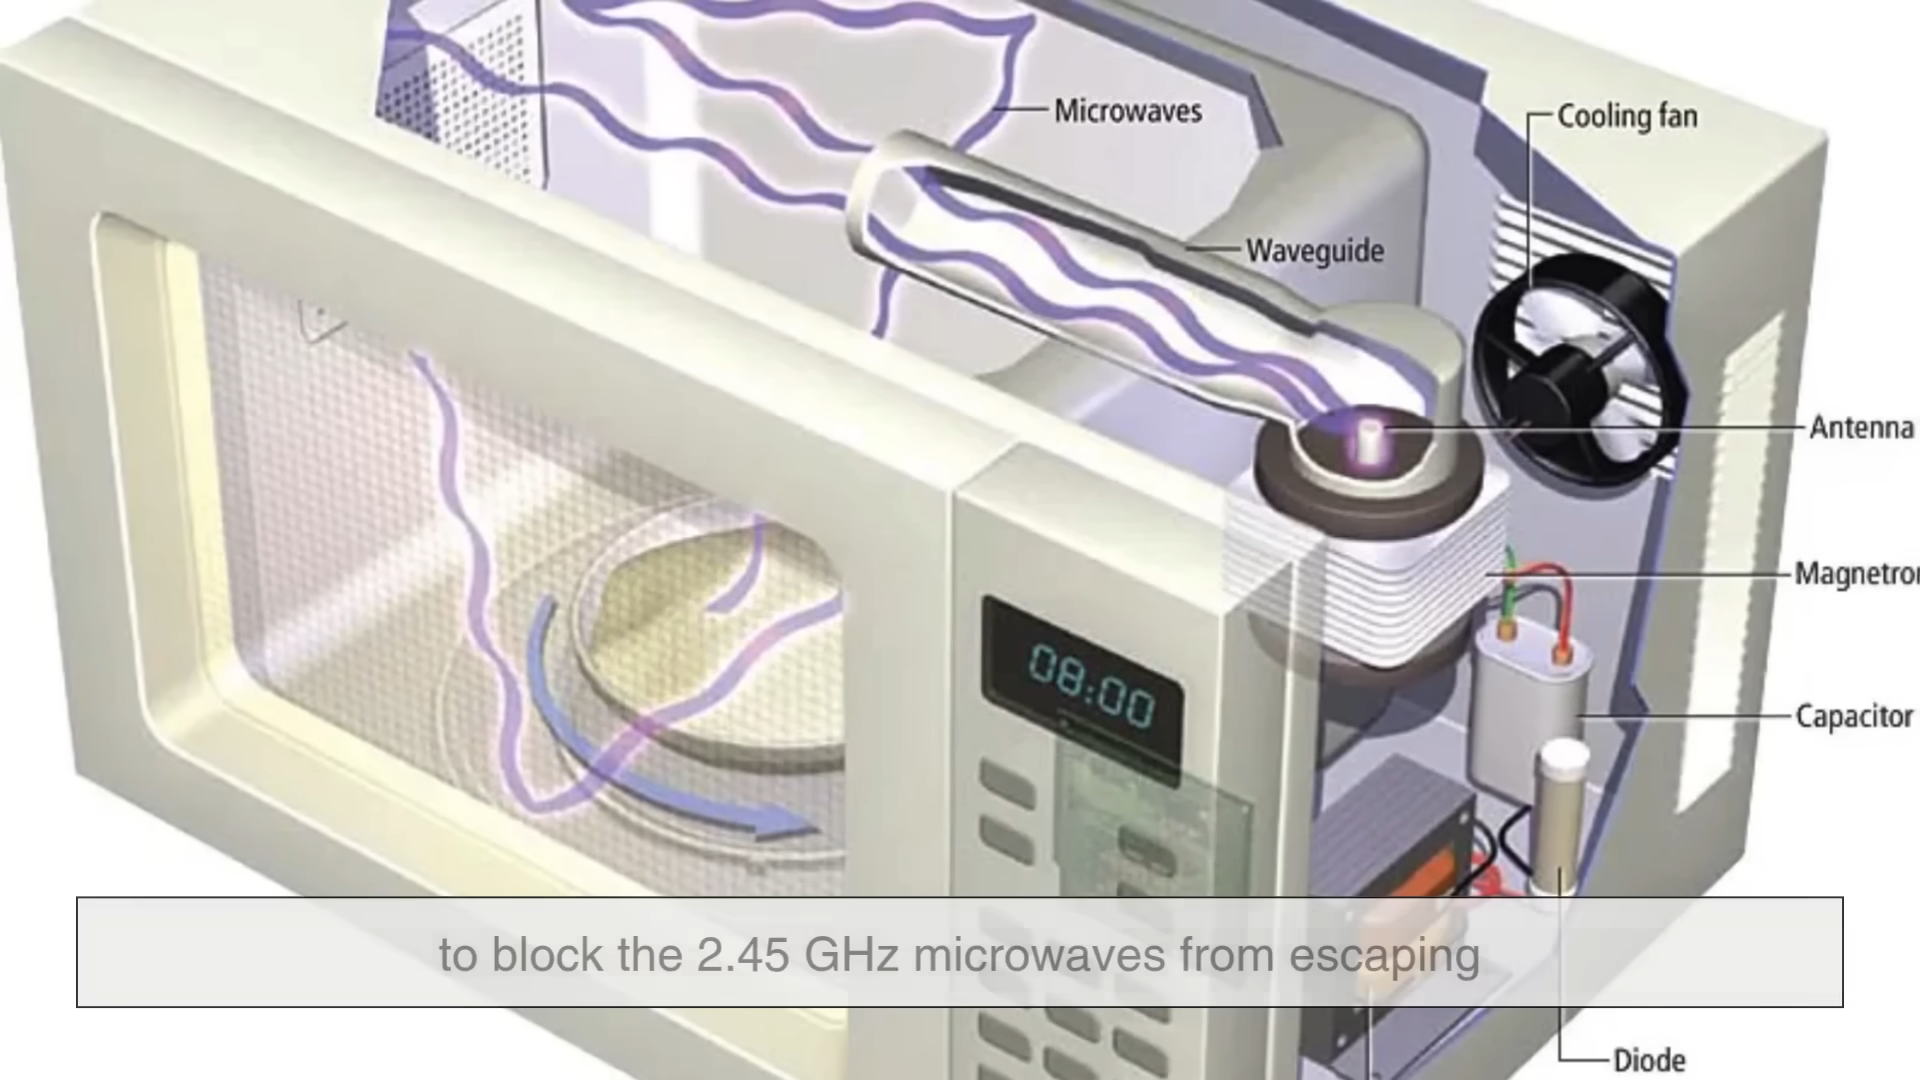 Microwaves
Cooling fan
Waveguide
Antenna
Magnetron
Capacitor
08:00
to block the 2.45 GHz microwaves from escaping
Diode